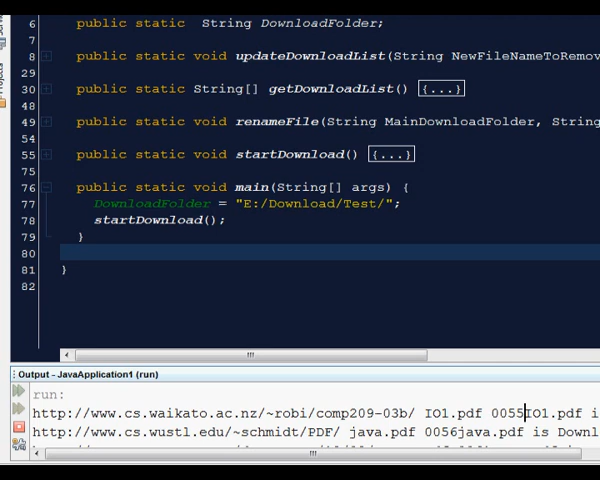 6 public static String DownloadFolder;
7
8 public static void updateDownloadList(String NewFileNameToRemov
29
30 public static String[] getDownloadList() {...}
48
49 public static void renameFile(String MainDownloadFolder, String
54
55 public static void startDownload() {...}
75
76 public static void main(String[] args) {
77 DownloadFolder = "E:/Download/Test/";
78 startDownload();
79 }
80
81 }
82
Output - JavaApplication1 (run)
run:
http://www.cs.waikato.ac.nz/~robi/comp209-03b/ IO1.pdf 0055IO1.pdf i
http://www.cs.wustl.edu/~schmidt/PDF/ java.pdf 0056java.pdf is Downl